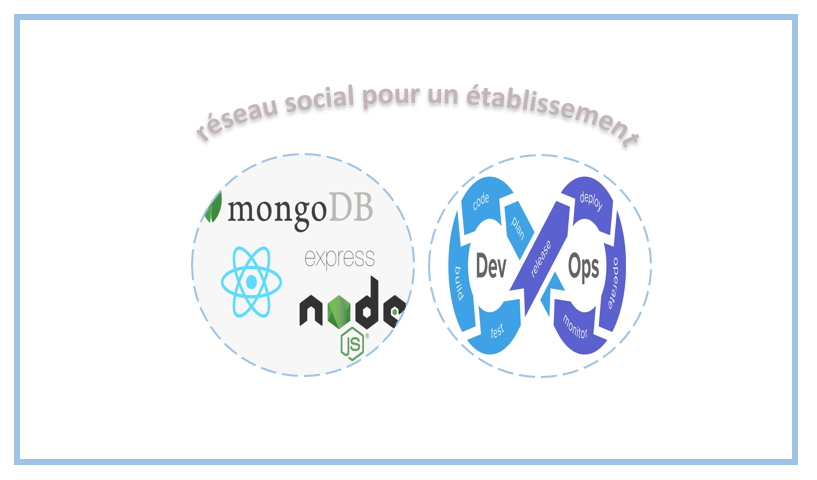 réseau social pour un établissement
mongoDB
express
node
JS
code
plan
release
deploy
build
Dev
Ops
operate
test
monitor